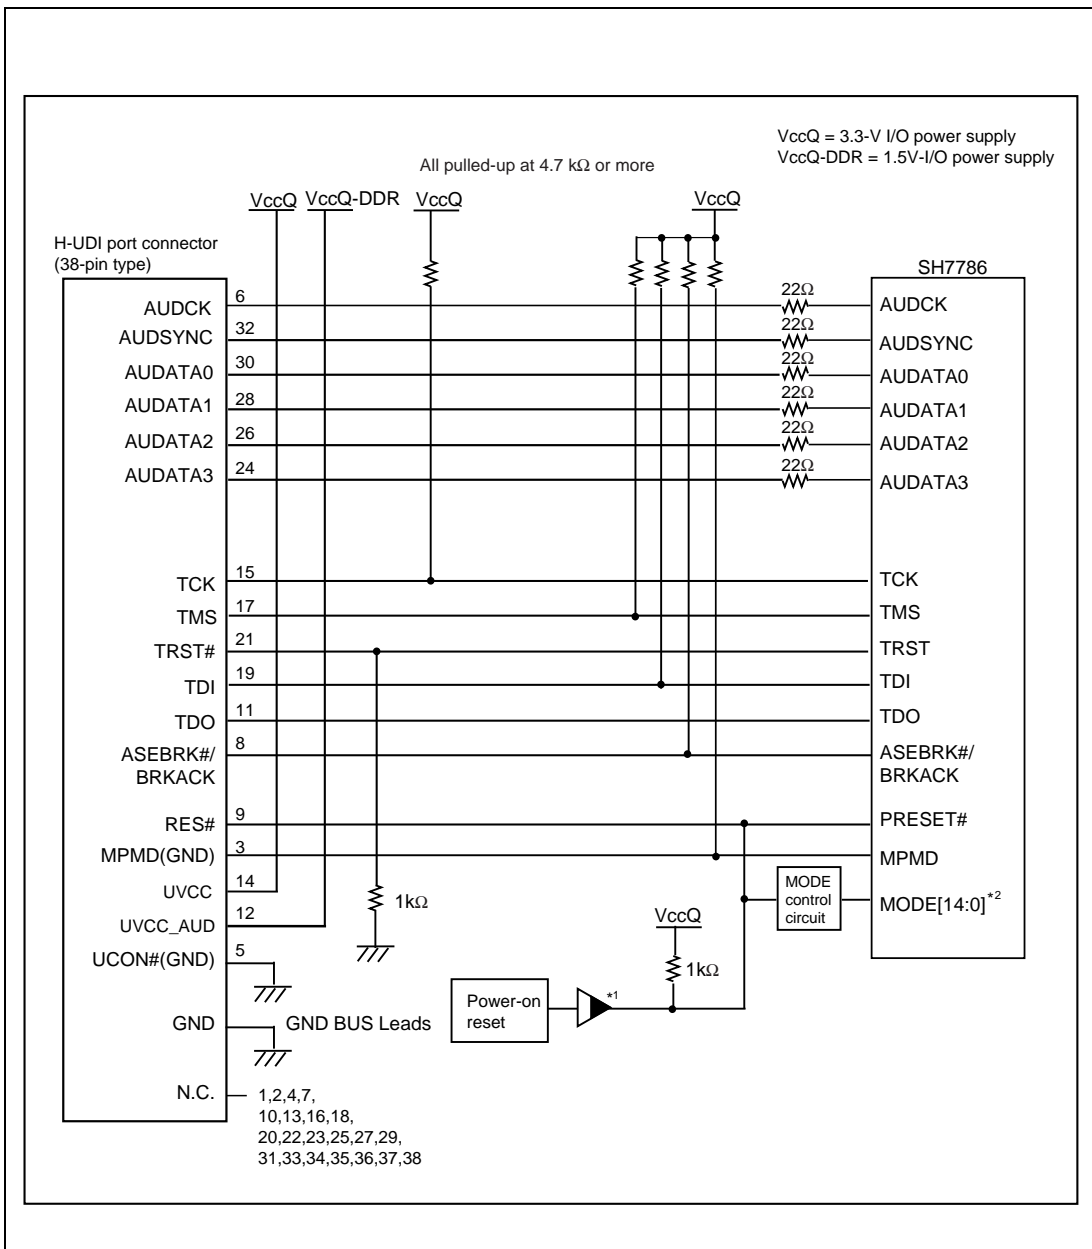 VccQ = 3.3-V I/O power supply
VccQ-DDR = 1.5V-I/O power supply
All pulled-up at 4.7 kΩ or more
VccQ VccQ-DDR VccQ VccQ
H-UDI port connector
(38-pin type)
SH7786
AUDCK 6 22Ω AUDCK
AUDSYNC 32 22Ω AUDSYNC
AUDATA0 30 22Ω AUDATA0
AUDATA1 28 22Ω AUDATA1
AUDATA2 26 22Ω AUDATA2
AUDATA3 24 22Ω AUDATA3
TCK 15 TCK
TMS 17 TMS
TRST# 21 TRST
TDI 19 TDI
TDO 11 TDO
ASEBRK#/ 8 ASEBRK#/
BRKACK BRKACK
RES# 9 PRESET#
MPMD(GND) 3 MPMD
UVCC 14
1kΩ
MODE
control
circuit
MODE[14:0]*2
UVCC_AUD 12
VccQ
UCON#(GND) 5
1kΩ
Power-on
reset
*1
GND GND BUS Leads
N.C. 1,2,4,7,
10,13,16,18,
20,22,23,25,27,29,
31,33,34,35,36,37,38